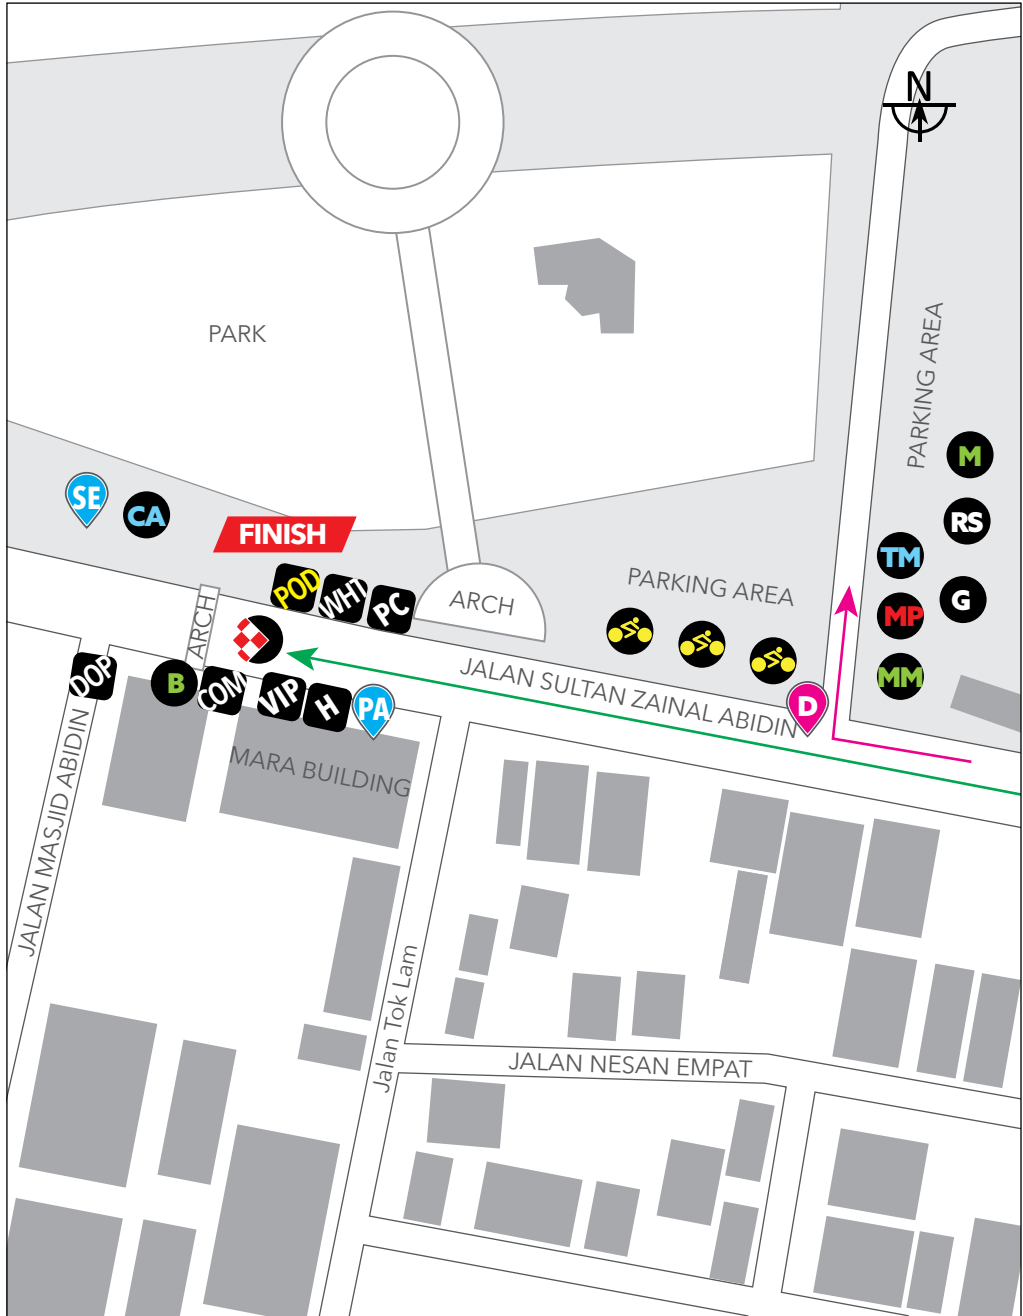 N
PARK
PARKING AREA
M
SE
CA
RS
FINISH
TM
POD
WHT
PC
ARCH
PARKING AREA
G
ARCH
MP
JALAN SULTAN ZAINAL ABIDIN
DOP
B
COM
VIP
H
PA
D
MM
MARA BUILDING
JALAN MASJID ABIDIN
Jalan Tok Lam
JALAN NESAN EMPAT